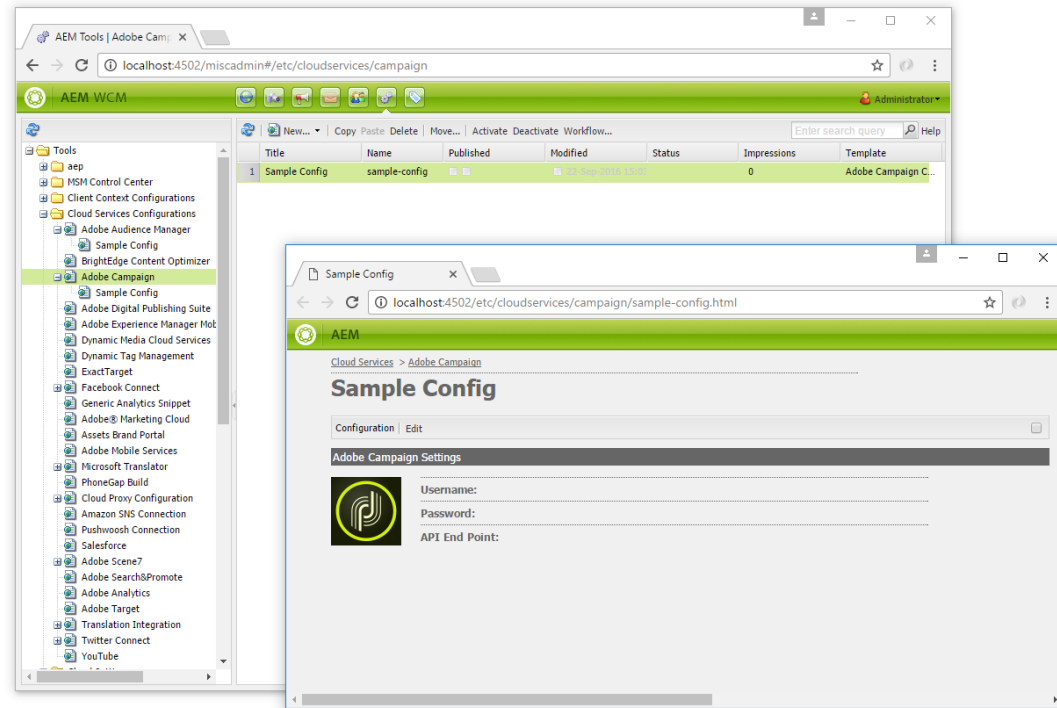 AEM Tools | Adobe Camp
localhost:4502/miscadmin#/etc/cloudservices/campaign
AEM WCM
Administrator
New... Copy Paste Delete Move... Activate Deactivate Workflow... Enter search query Help
Title Name Published Modified Status Impressions Template
1 Sample Config sample-config 22-Sep-2016 15:0 0 Adobe Campaign C...
Tools
aep
MSM Control Center
Client Context Configurations
Cloud Services Configurations
Adobe Audience Manager
Sample Config
BrightEdge Content Optimizer
Adobe Campaign
Sample Config
Adobe Digital Publishing Suite
Adobe Experience Manager Mob
Dynamic Media Cloud Services
Dynamic Tag Management
ExactTarget
Facebook Connect
Generic Analytics Snippet
Adobe® Marketing Cloud
Assets Brand Portal
Adobe Mobile Services
Microsoft Translator
PhoneGap Build
Cloud Proxy Configuration
Amazon SNS Connection
Pushwoosh Connection
Salesforce
Adobe Scene7
Adobe Search&Promote
Adobe Analytics
Adobe Target
Translation Integration
Twitter Connect
YouTube
Sample Config
localhost:4502/etc/cloudservices/campaign/sample-config.html
AEM
Cloud Services > Adobe Campaign
Sample Config
Configuration Edit
Adobe Campaign Settings
Username:
Password:
API End Point: